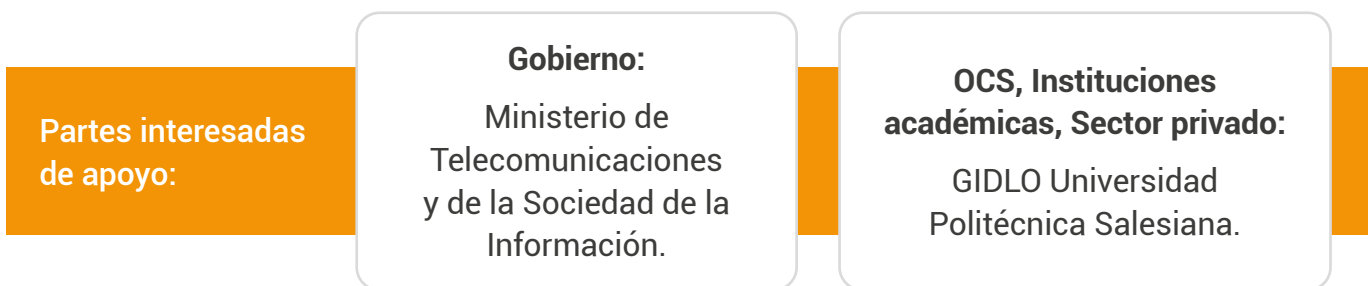 Partes interesadas
de apoyo:
Gobierno:
Ministerio de
Telecomunicaciones
y de la Sociedad de la
Información.
OCS, Instituciones
académicas, Sector privado:
GIDLO Universidad
Politécnica Salesiana.